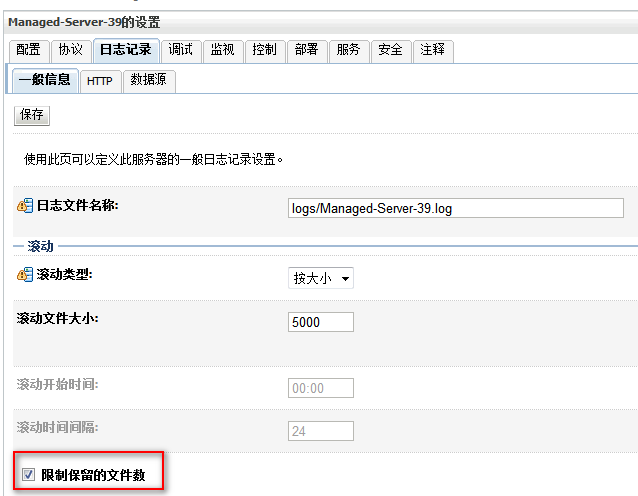 Managed-Server-39的设置
配置 协议 日志记录 调试 监视 控制 部署 服务 安全 注释
一般信息 HTTP 数据源
保存
使用此页可以定义此服务器的一般日志记录设置。
日志文件名称: logs/Managed-Server-39.log
滚动
滚动类型: 按大小
滚动文件大小: 5000
滚动开始时间: 00:00
滚动时间间隔: 24
限制保留的文件数